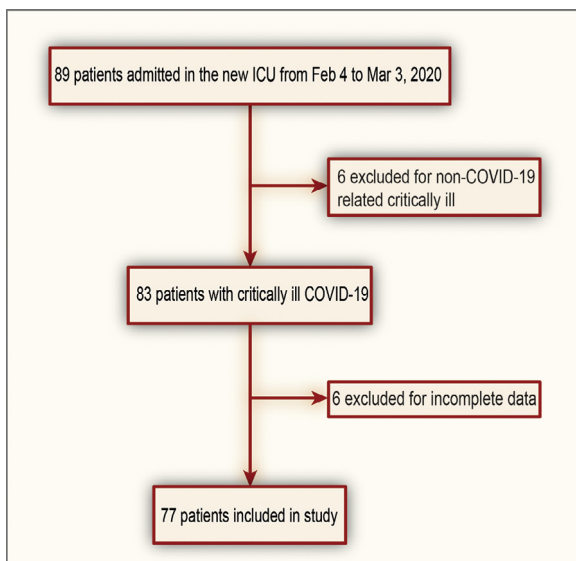 89 patients admitted in the new ICU from Feb 4 to Mar 3, 2020
6 excluded for non-COVID-19
related critically ill
83 patients with critically ill COVID-19
6 excluded for incomplete data
77 patients included in study